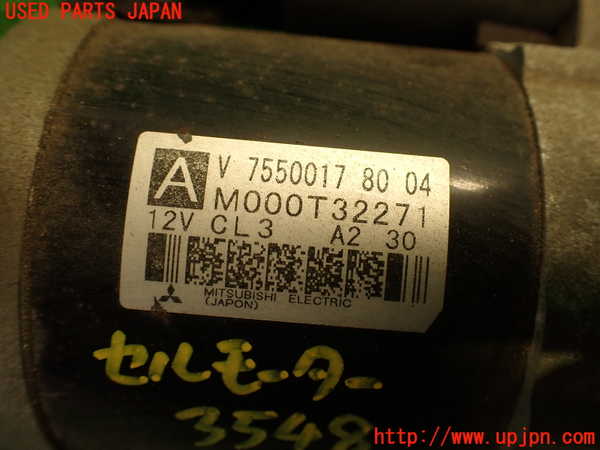 USED PARTS JAPAN
A
V 7550017 80 04
M000T32271
12V CL3 A2 30
MITSUBISHI ELECTRIC
(JAPAN)
セルモーター
3548
http://www.upjpn.com/